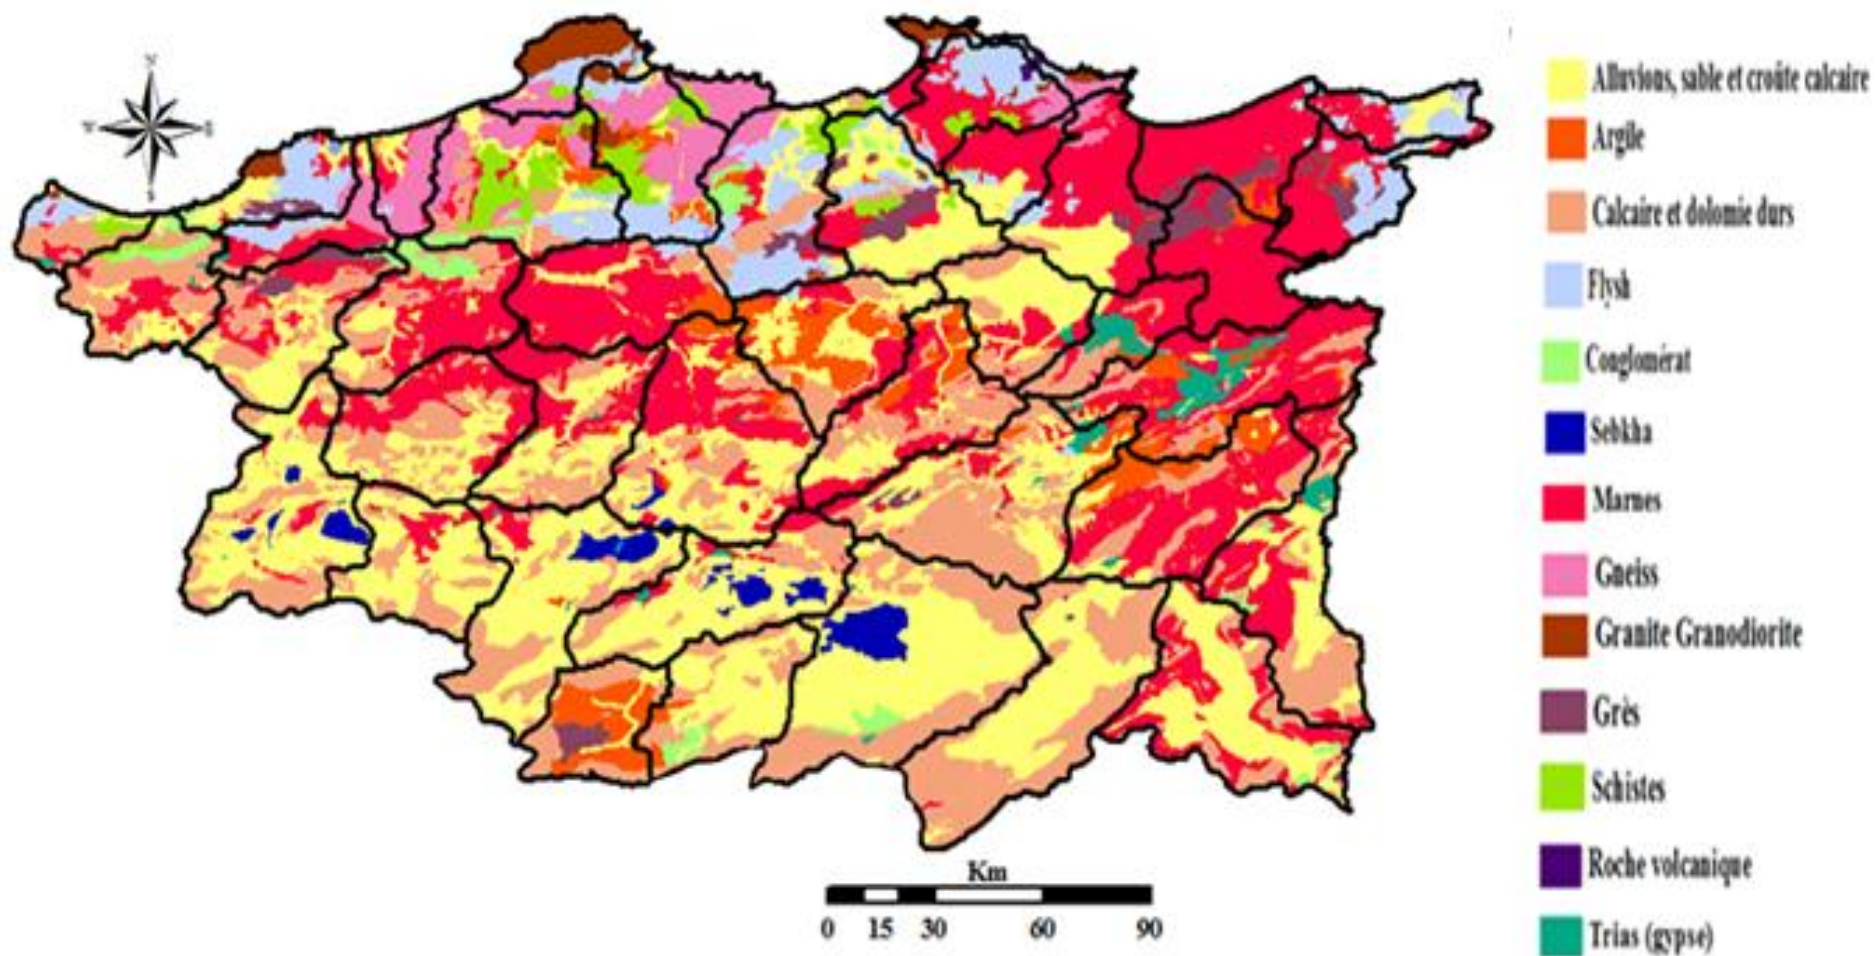 Alluvions, sable et croûte calcaire
Argile
Calcaire et dolomie durs
Flysh
Conglomérat
Sebkha
Marnes
Gneiss
Granite Granodiorite
Grès
Schistes
Roche volcanique
Trias (gypse)
Km
0 15 30 60 90